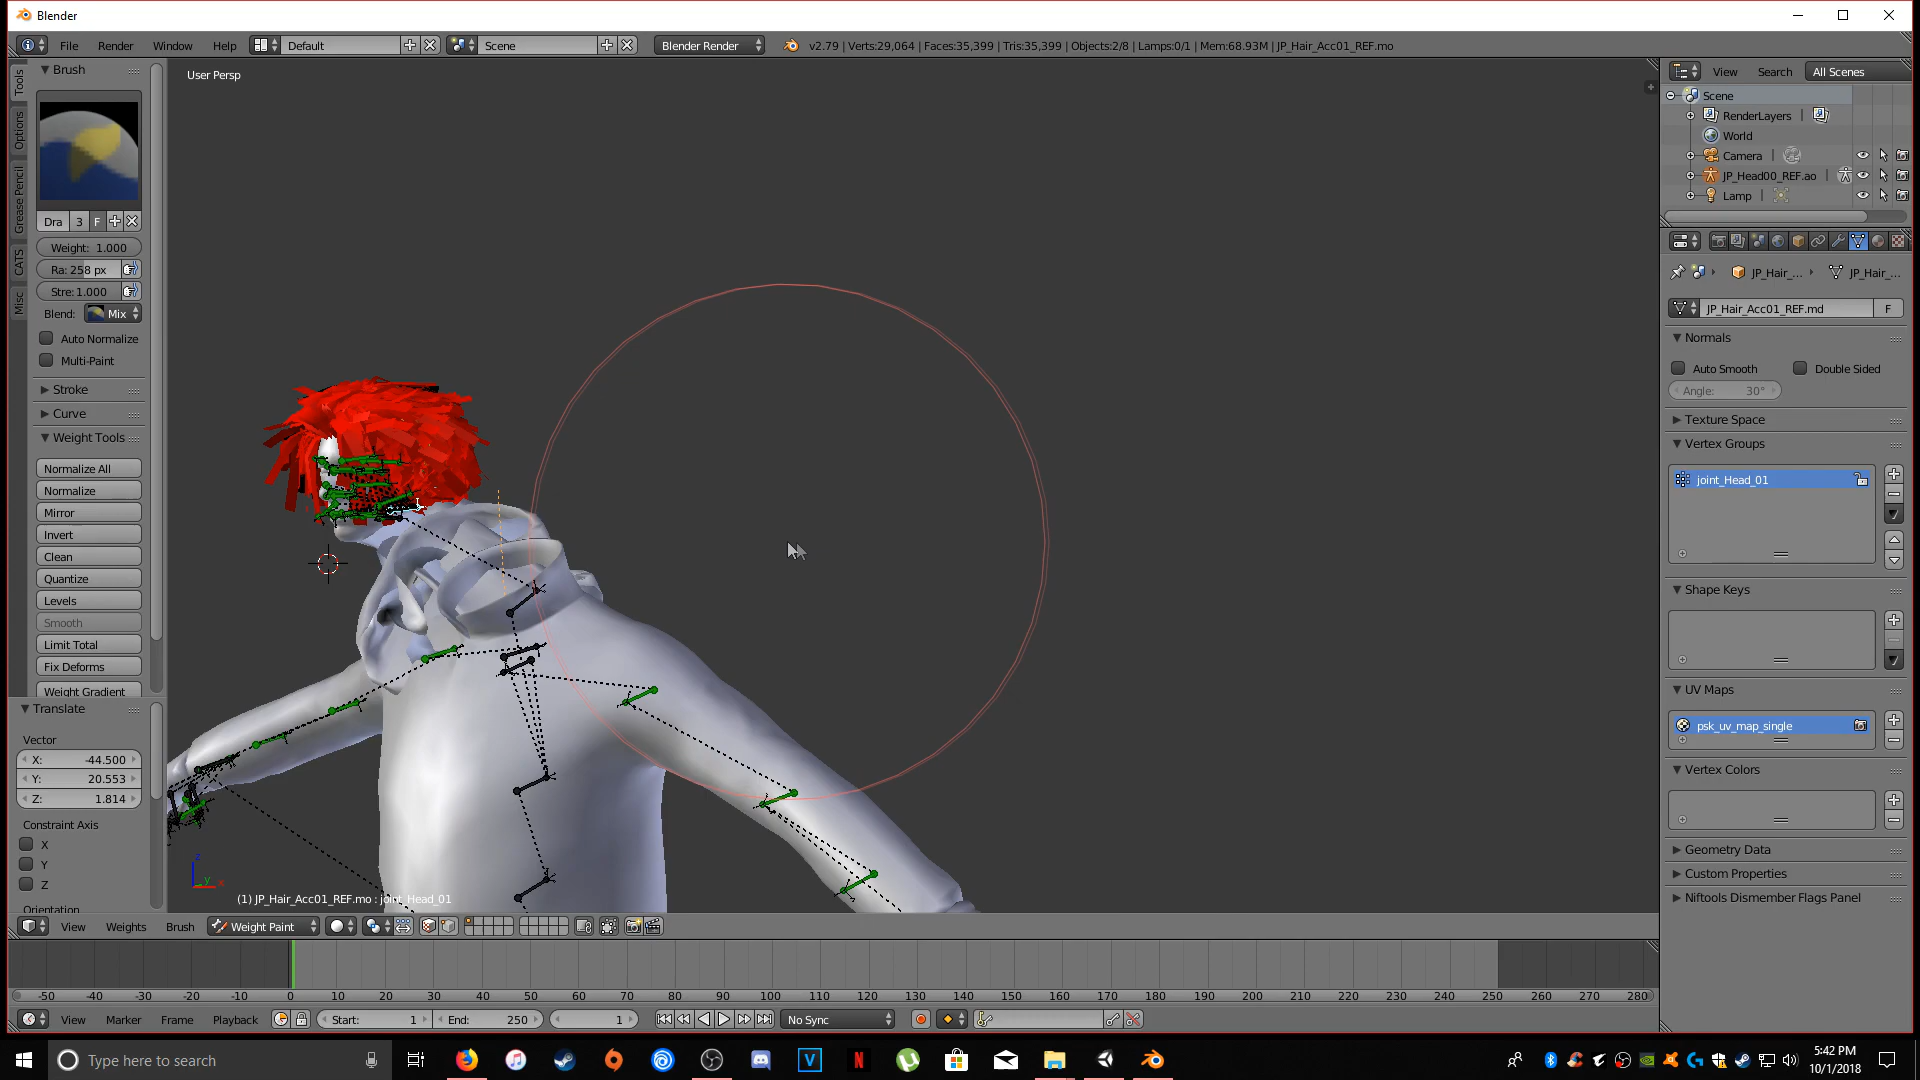 Blender
File Render Window Help Default Scene Blender Render v2.79 | Verts:29,064 | Faces:35,399 | Tris:35,399 | Objects:2/8 | Lamps:0/1 | Mem:68.93M | JP_Hair_Acc01_REF.mo
Tools
Options
Grease Pencil
CATS
Misc
Brush
Dra 3 F
Weight: 1.000
Ra: 258 px
Stre: 1.000
Blend: Mix
Auto Normalize
Multi-Paint
Stroke
Curve
Weight Tools
Normalize All
Normalize
Mirror
Invert
Clean
Quantize
Levels
Smooth
Limit Total
Fix Deforms
Weight Gradient
Translate
Vector
X: -44.500
Y: 20.553
Z: 1.814
Constraint Axis
X
Y
Z
Orientation
User Persp
z
y
x
(1) JP_Hair_Acc01_REF.mo : joint_Head_01
View Weights Brush Weight Paint
View Search All Scenes
Scene
RenderLayers
World
Camera
JP_Head00_REF.ao
Lamp
JP_Hair_... JP_Hair_...
JP_Hair_Acc01_REF.md F
Normals
Auto Smooth Double Sided
Angle: 30°
Texture Space
Vertex Groups
joint_Head_01
Shape Keys
UV Maps
psk_uv_map_single
Vertex Colors
Geometry Data
Custom Properties
Niftools Dismember Flags Panel
-50 -40 -30 -20 -10 0 10 20 30 40 50 60 70 80 90 100 110 120 130 140 150 160 170 180 190 200 210 220 230 240 250 260 270 280
View Marker Frame Playback Start: 1 End: 250 1 No Sync
Type here to search
5:42 PM
10/1/2018